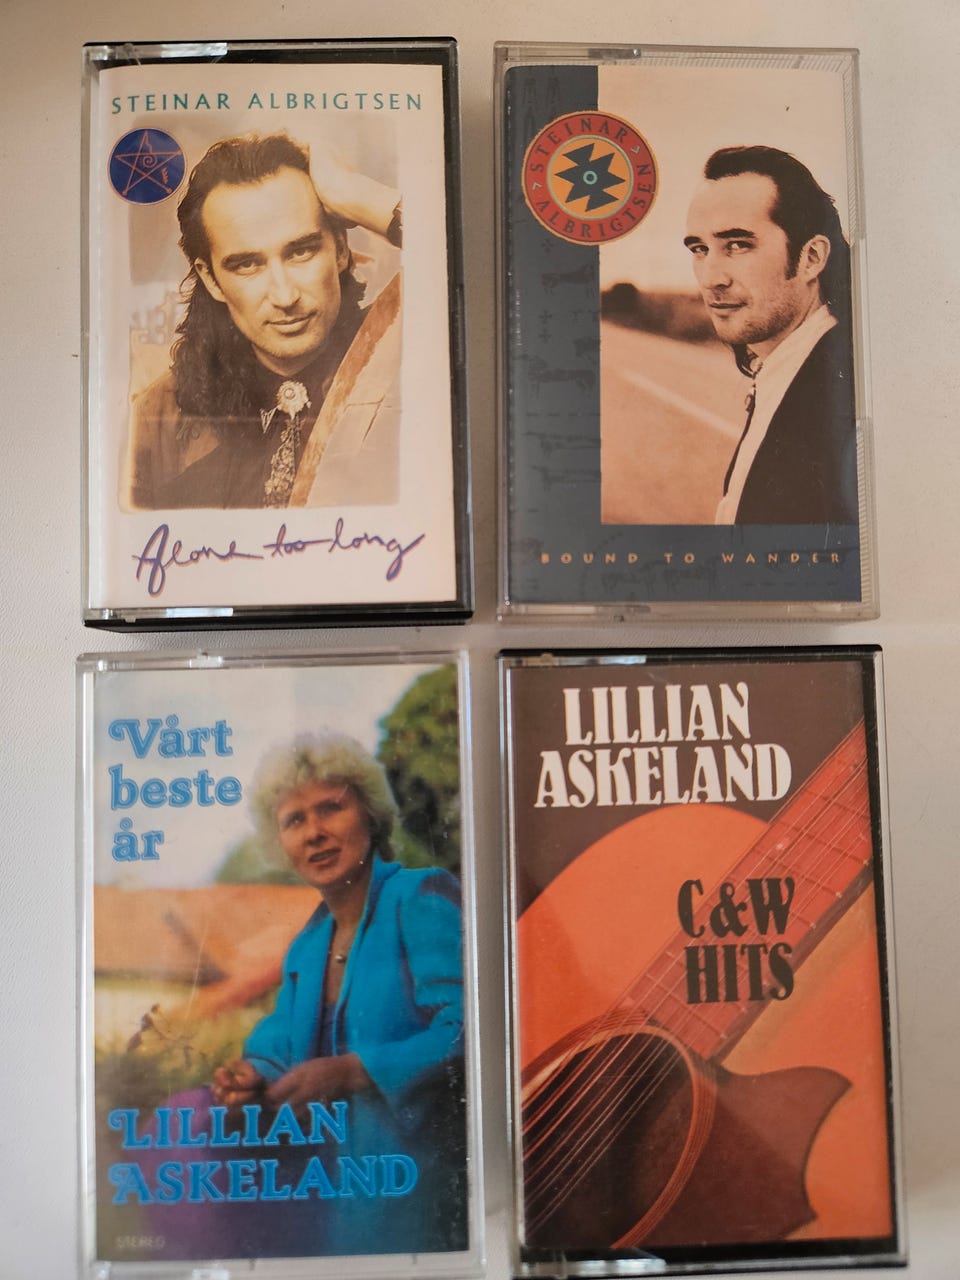 STEINAR ALBRIGTSEN
Alone too long
STEINAR
ALBRIGTSEN
BOUND TO WANDER
Vårt
beste
år
LILLIAN
ASKELAND
STEREO
LILLIAN
ASKELAND
C&W
HITS